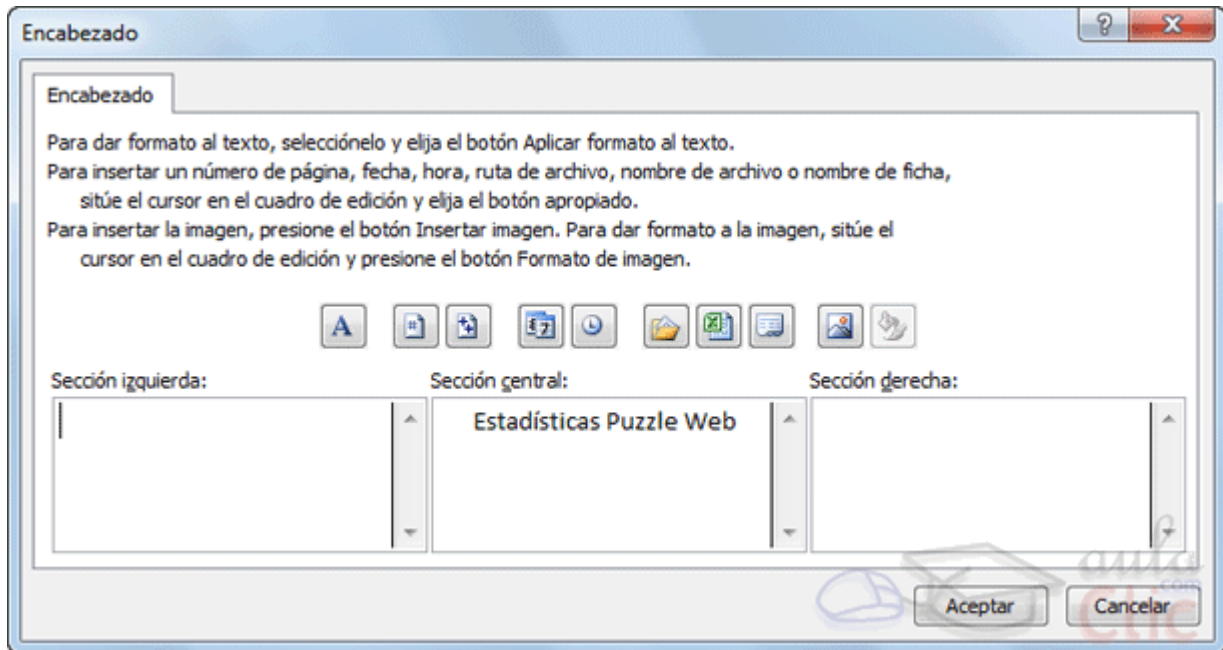 Encabezado
Encabezado
Para dar formato al texto, selecciónelo y elija el botón Aplicar formato al texto.
Para insertar un número de página, fecha, hora, ruta de archivo, nombre de archivo o nombre de ficha,
sitúe el cursor en el cuadro de edición y elija el botón apropiado.
Para insertar la imagen, presione el botón Insertar imagen. Para dar formato a la imagen, sitúe el
cursor en el cuadro de edición y presione el botón Formato de imagen.
A
Sección izquierda: Sección central: Sección derecha:
Estadísticas Puzzle Web
aula
.com
Clic
Aceptar Cancelar